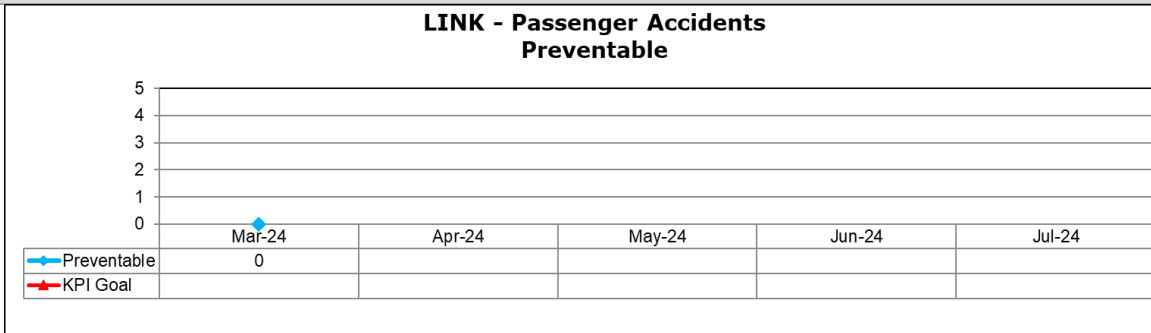 LINK - Passenger Accidents
Preventable
5
4
3
2
1
0
Mar-24 Apr-24 May-24 Jun-24 Jul-24
Preventable 0
KPI Goal